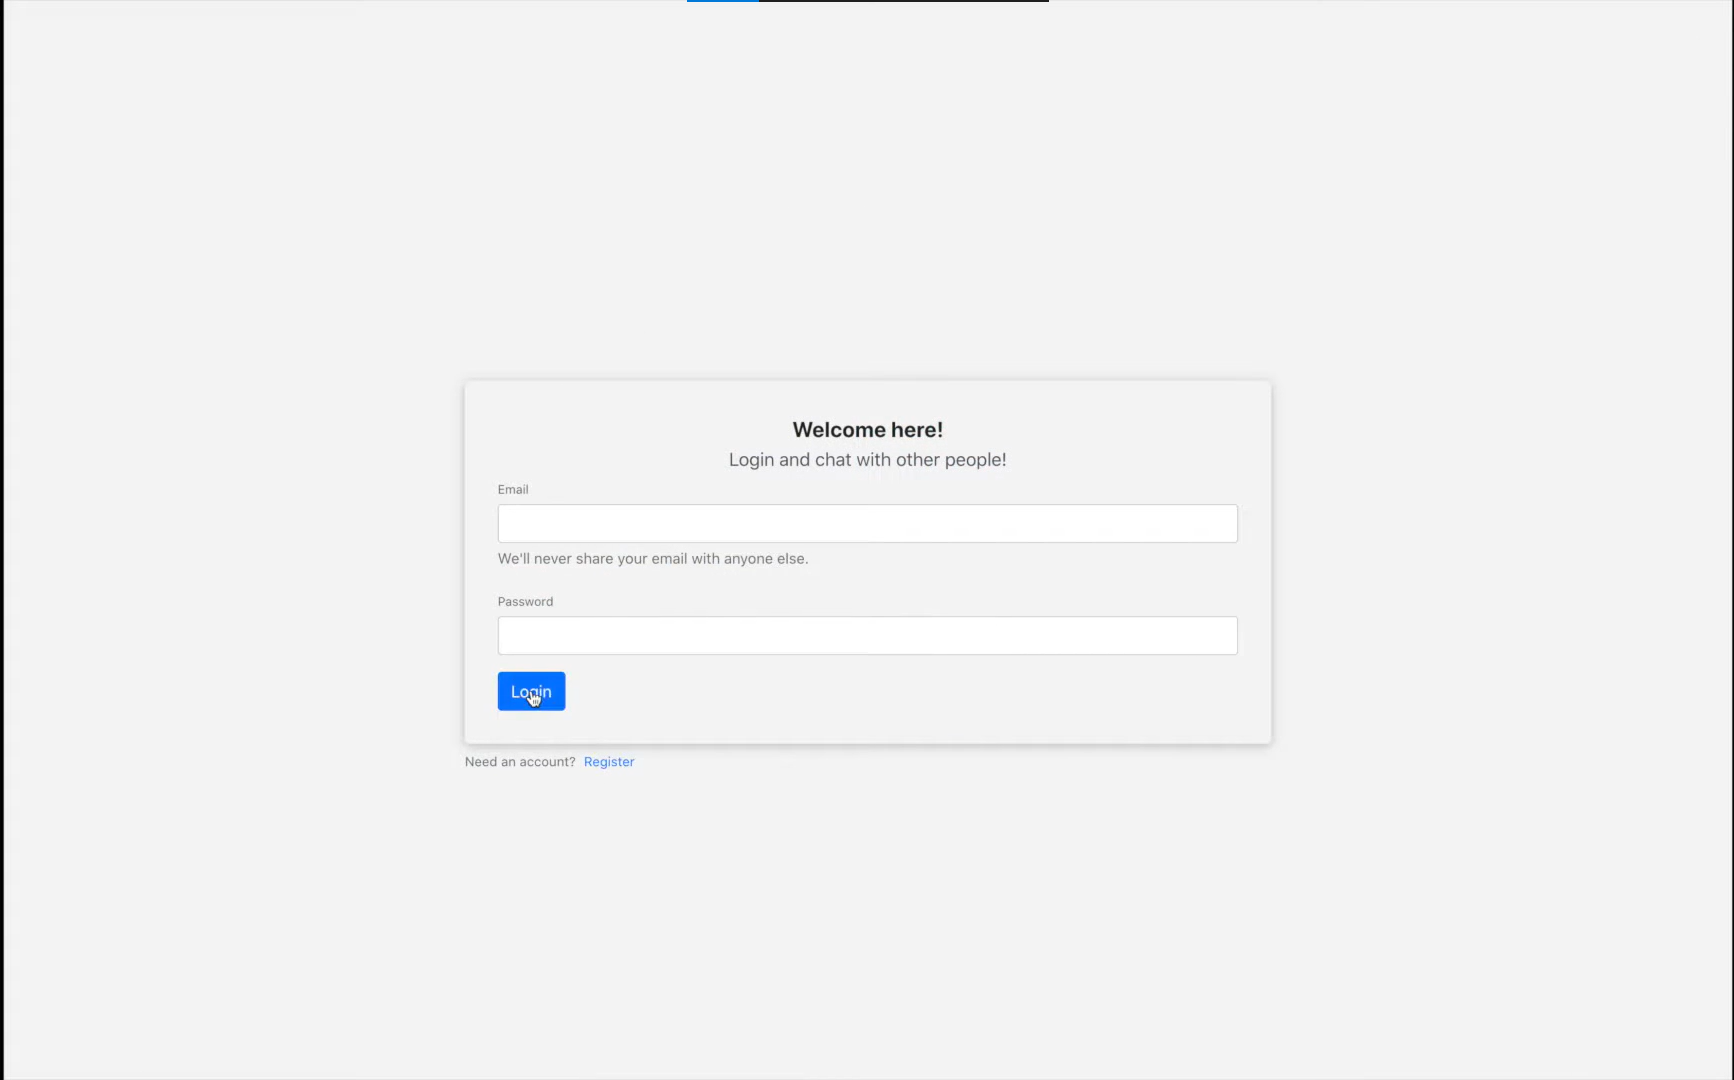 Welcome here!
Login and chat with other people!
Email
We'll never share your email with anyone else.
Password
Login
Need an account? Register